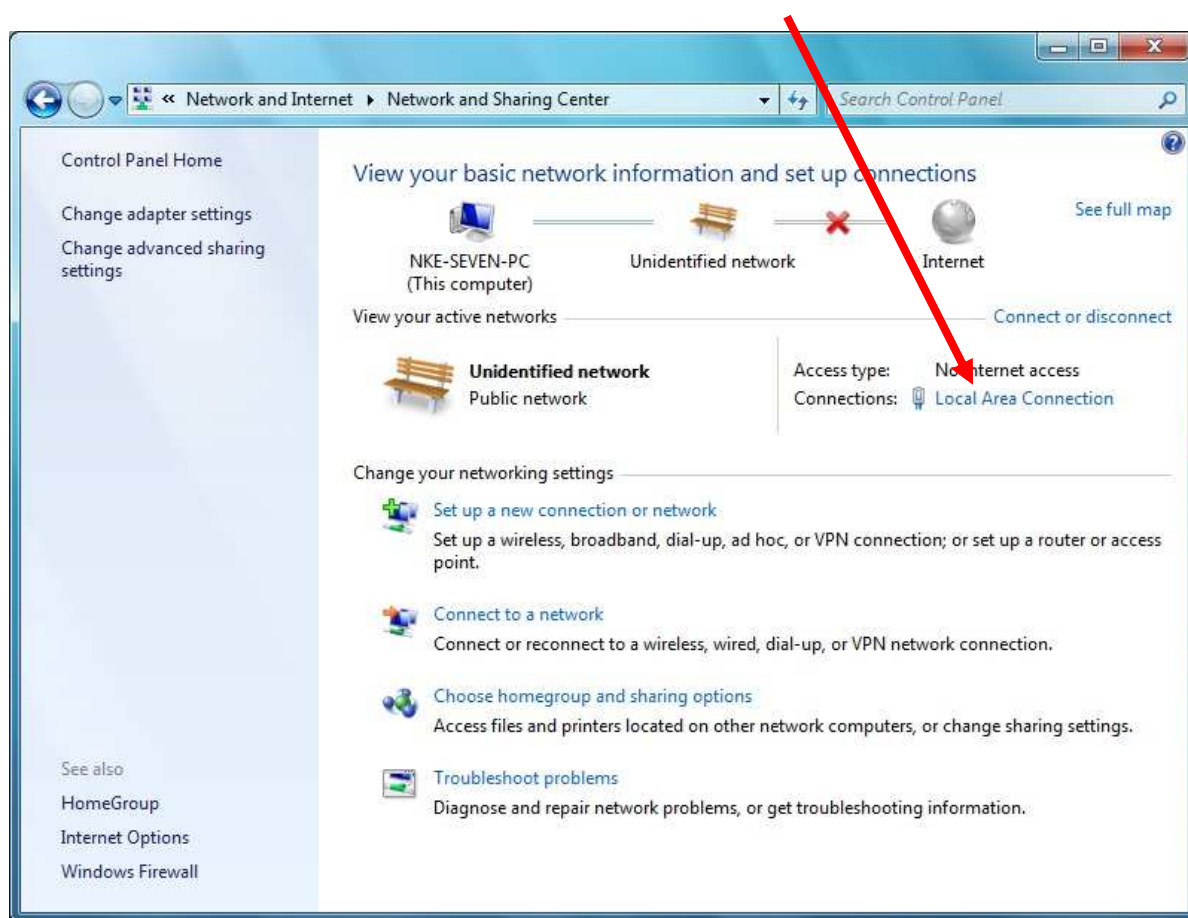 « Network and Internet ▸ Network and Sharing Center
Search Control Panel
Control Panel Home
Change adapter settings
Change advanced sharing
settings
See also
HomeGroup
Internet Options
Windows Firewall
View your basic network information and set up connections
See full map
NKE-SEVEN-PC
(This computer)
Unidentified network
Internet
View your active networks
Connect or disconnect
Unidentified network
Public network
Access type: No Internet access
Connections: Local Area Connection
Change your networking settings
Set up a new connection or network
Set up a wireless, broadband, dial-up, ad hoc, or VPN connection; or set up a router or access
point.
Connect to a network
Connect or reconnect to a wireless, wired, dial-up, or VPN network connection.
Choose homegroup and sharing options
Access files and printers located on other network computers, or change sharing settings.
Troubleshoot problems
Diagnose and repair network problems, or get troubleshooting information.